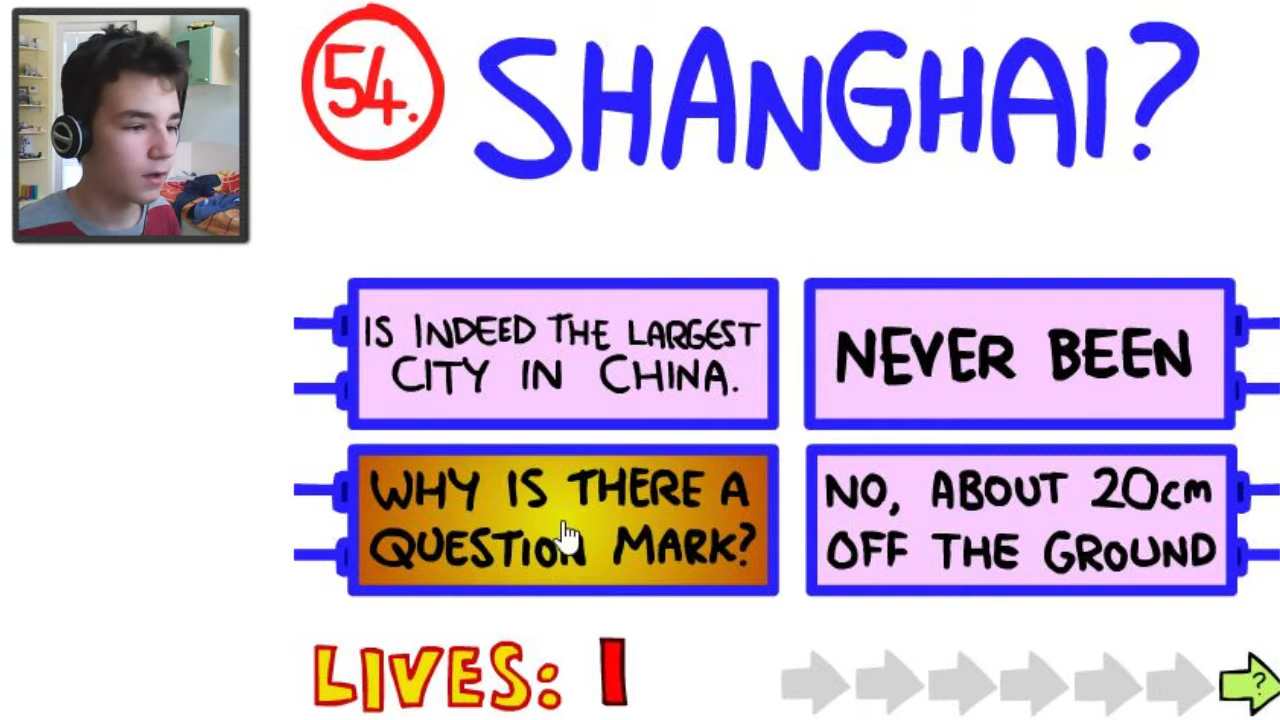 54.
SHANGHAI?
IS INDEED THE LARGEST
CITY IN CHINA.
NEVER BEEN
WHY IS THERE A
QUESTION MARK?
NO, ABOUT 20cm
OFF THE GROUND
LIVES: 1
?